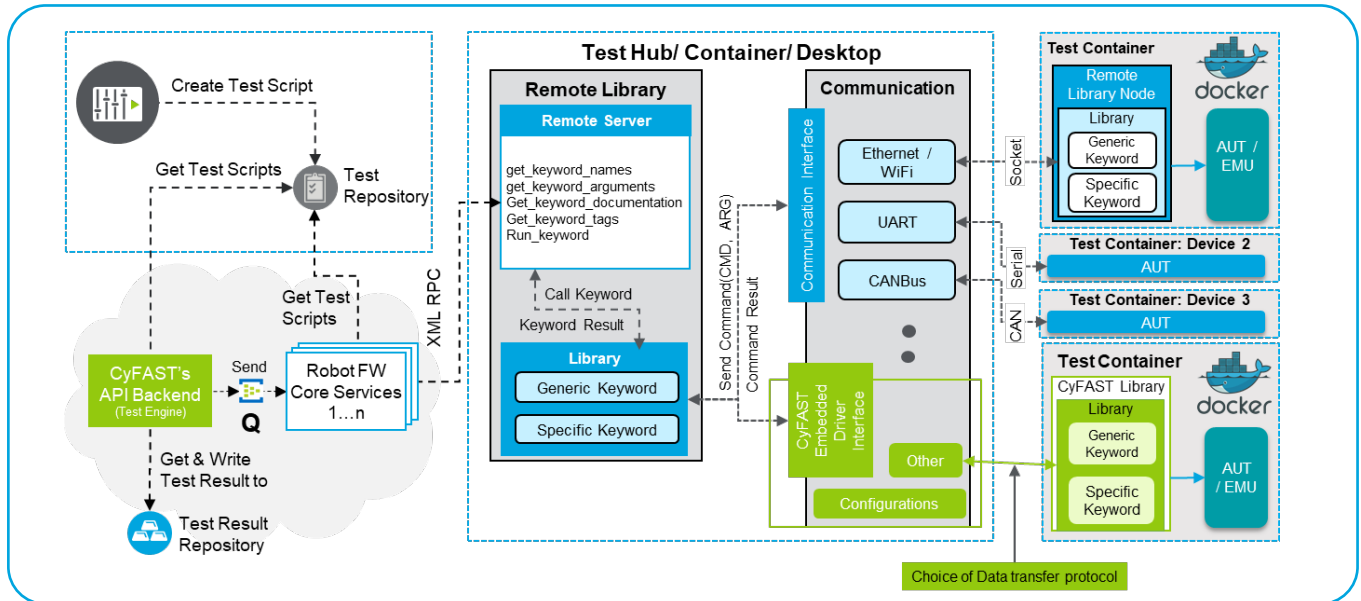 Create Test Script
Get Test Scripts
Test
Repository
Get Test
Scripts
CyFAST's
API Backend
(Test Engine)
Send
Q
Robot FW
Core Services
1...n
Get & Write
Test Result to
Test Result
Repository
XML RPC
Test Hub/ Container/ Desktop
Remote Library
Remote Server
get_keyword_names
get_keyword_arguments
Get_keyword_documentation
Get_keyword_tags
Run_keyword
Call Keyword
Keyword Result
Library
Generic Keyword
Specific Keyword
Send Command(CMD, ARG)
Command Result
Communication
Communication Interface
Ethernet /
WiFi
UART
CANBus
CyFAST
Embedded
Driver
Interface
Other
Configurations
Socket
Serial
CAN
Test Container
docker
Remote
Library Node
Library
Generic
Keyword
Specific
Keyword
AUT /
EMU
Test Container: Device 2
AUT
Test Container: Device 3
AUT
Test Container
docker
CyFAST Library
Library
Generic
Keyword
Specific
Keyword
AUT
/ EMU
Choice of Data transfer protocol